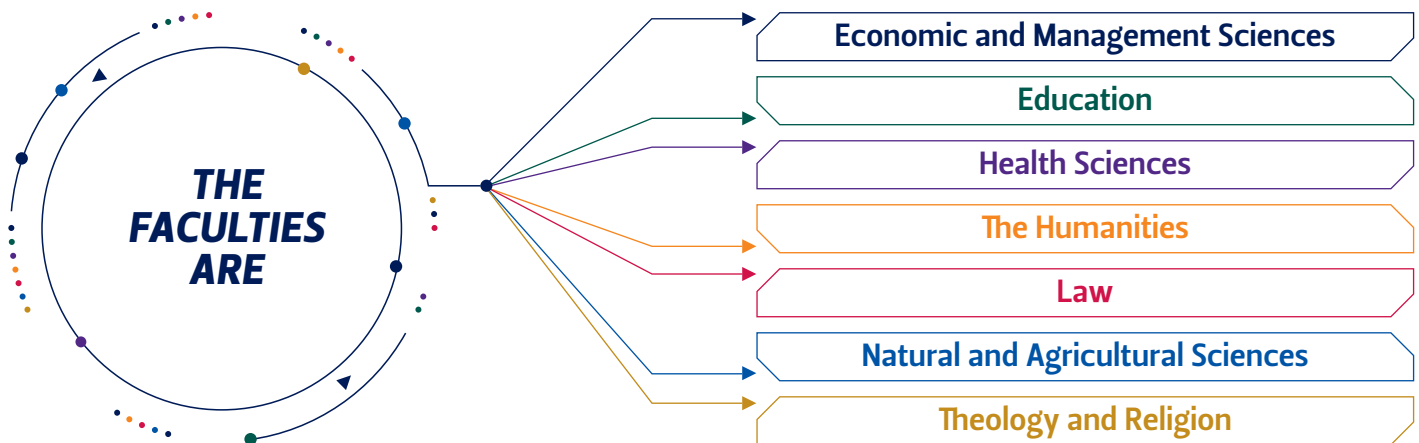 THE
FACULTIES
ARE
Economic and Management Sciences
Education
Health Sciences
The Humanities
Law
Natural and Agricultural Sciences
Theology and Religion